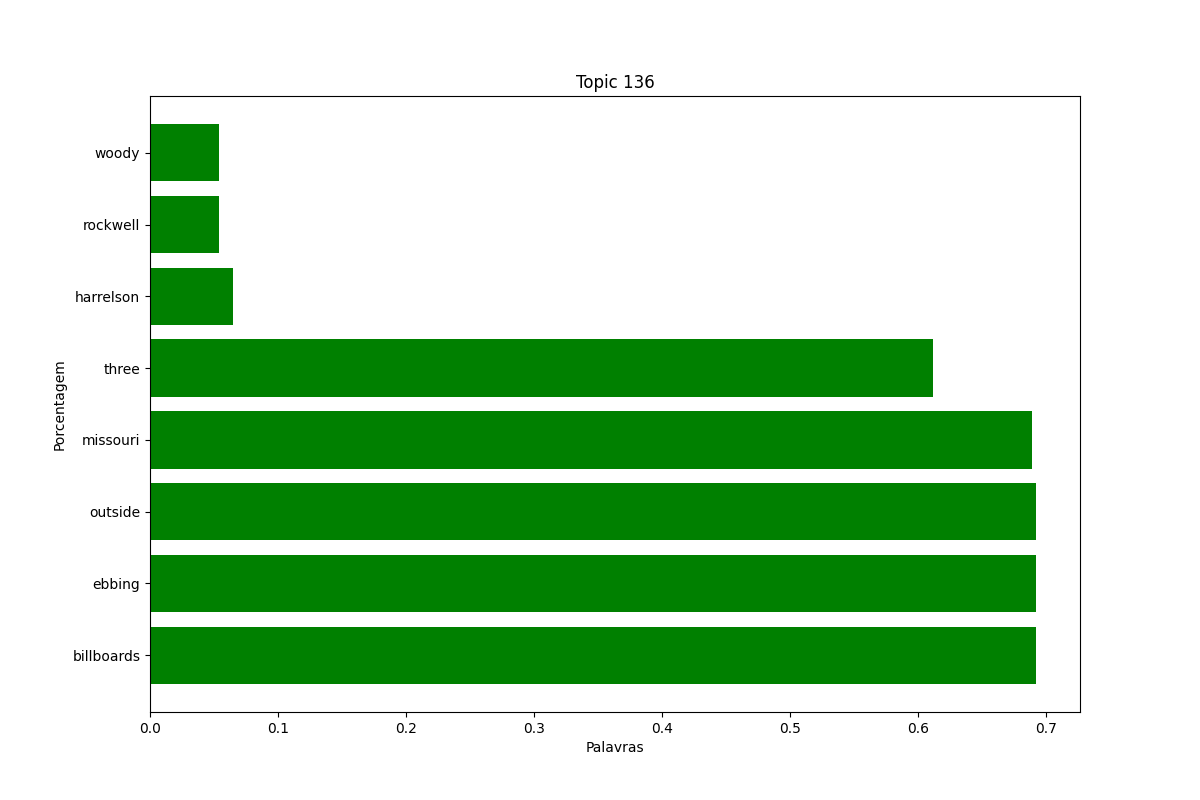 Topic 136
woody
rockwell
harrelson
three
missouri
outside
ebbing
billboards
Porcentagem
0.0 0.1 0.2 0.3 0.4 0.5 0.6 0.7
Palavras